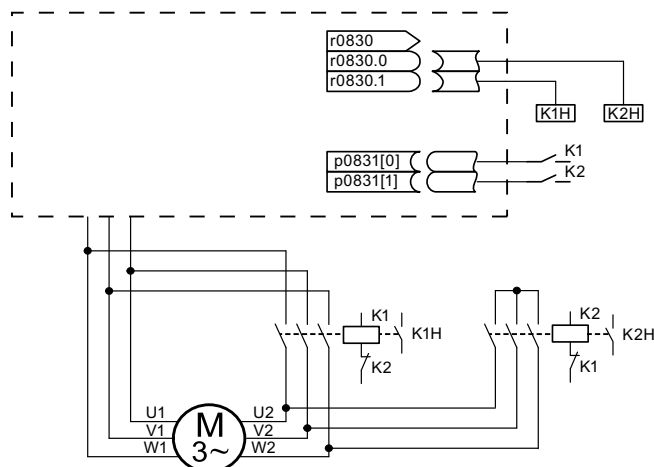 r0830
r0830.0
r0830.1
K1H K2H
p0831[0] K1
p0831[1] K2
K1 K2
K1H K2H
K2 K1
U1 U2
V1 M V2
W1 3~ W2